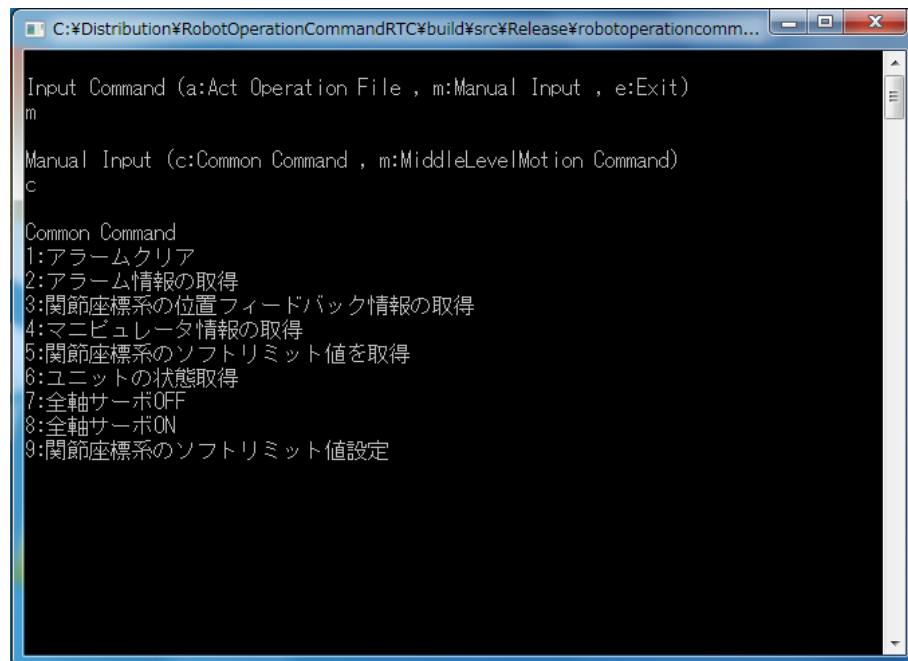 C:¥Distribution¥RobotOperationCommandRTC¥build¥src¥Release¥robotoperationcomm...
Input Command (a:Act Operation File , m:Manual Input , e:Exit)
m
Manual Input (c:Common Command , m:MiddleLevelMotion Command)
c
Common Command
1:アラームクリア
2:アラーム情報の取得
3:関節座標系の位置フィードバック情報の取得
4:マニピュレータ情報の取得
5:関節座標系のソフトリミット値を取得
6:ユニットの状態取得
7:全軸サーボOFF
8:全軸サーボON
9:関節座標系のソフトリミット値設定